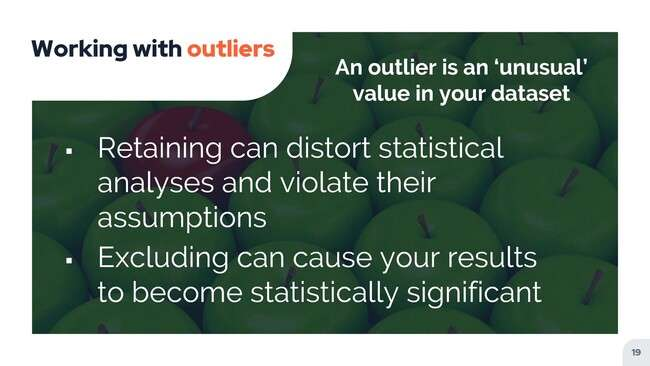 Working with outliers
An outlier is an ‘unusual’
value in your dataset
▪ Retaining can distort statistical
analyses and violate their
assumptions
▪ Excluding can cause your results
to become statistically significant
19